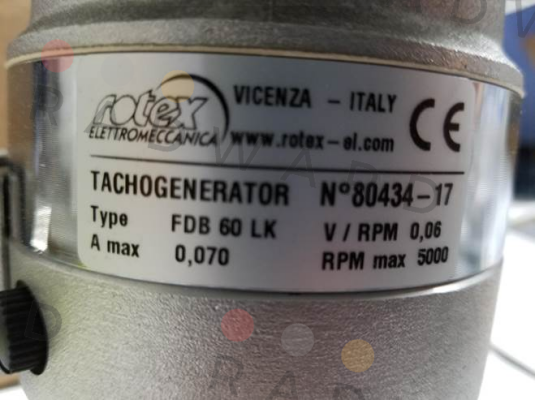 rotex
ELETTROMECCANICA
VICENZA - ITALY
www.rotex-el.com
CE
TACHOGENERATOR N°80434-17
Type FDB 60 LK V / RPM 0,06
A max 0,070 RPM max 5000